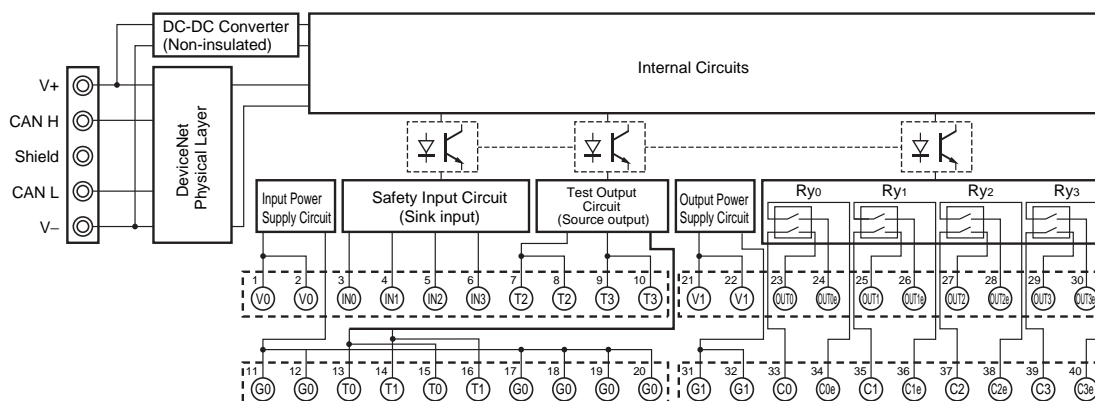 DC-DC Converter
(Non-insulated)
Internal Circuits
V+
CAN H
Shield
CAN L
V–
DeviceNet
Physical Layer
Input Power
Supply Circuit
Safety Input Circuit
(Sink input)
Test Output
Circuit
(Source output)
Output Power
Supply Circuit
Ry0 Ry1 Ry2 Ry3
1 2 3 4 5 6 7 8 9 10
V0 V0 IN0 IN1 IN2 IN3 T2 T2 T3 T3
21 22 23 24 25 26 27 28 29 30
V1 V1 OUT0 OUT0e OUT1 OUT1e OUT2 OUT2e OUT3 OUT3e
11 12 13 14 15 16 17 18 19 20
G0 G0 T0 T1 T0 T1 G0 G0 G0 G0
31 32 33 34 35 36 37 38 39 40
G1 G1 C0 C0e C1 C1e C2 C2e C3 C3e